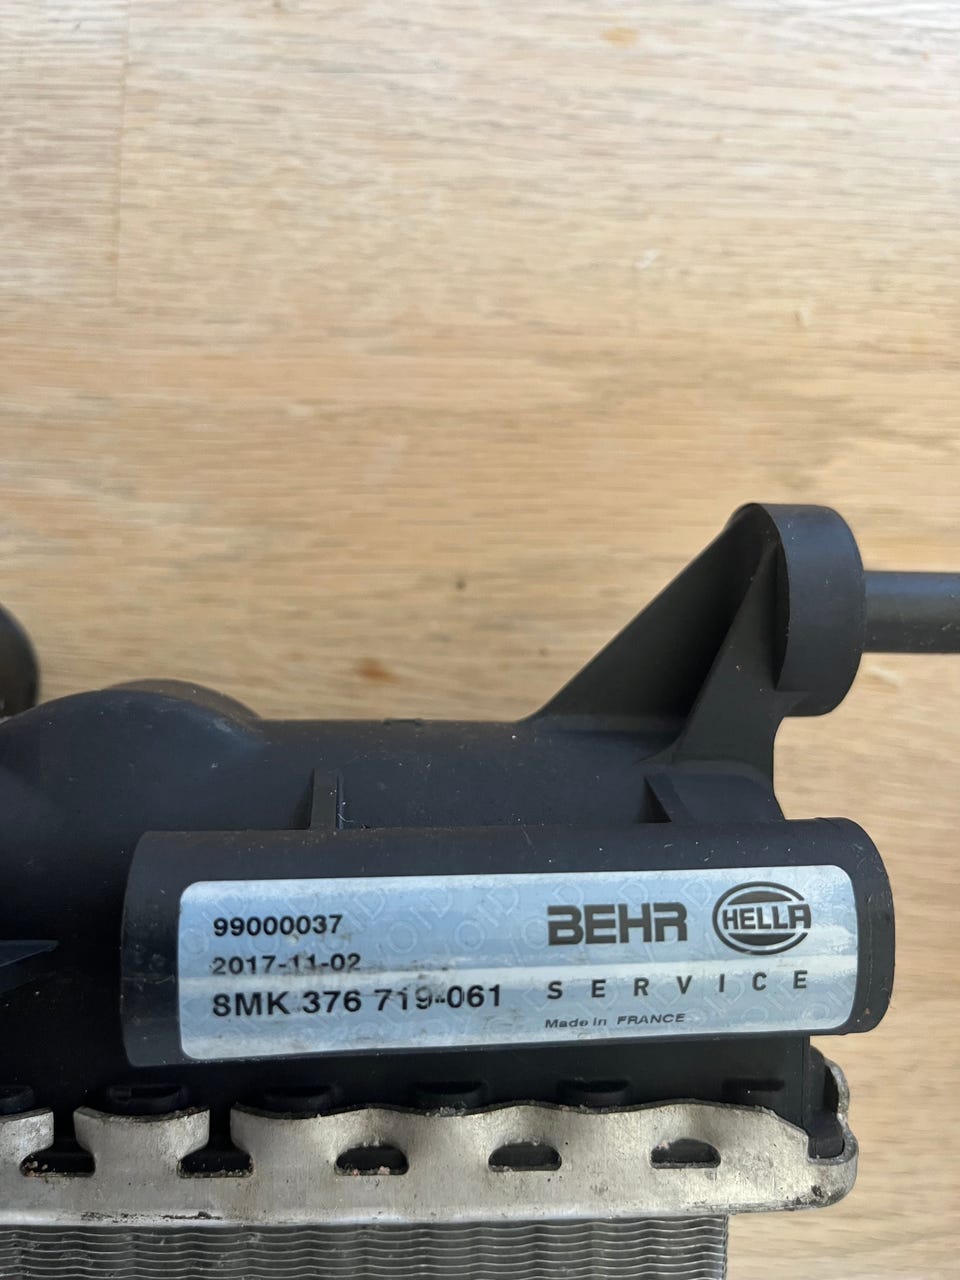 99000037
2017-11-02
8MK 376 719-061
BEHR HELLA
SERVICE
Made in FRANCE